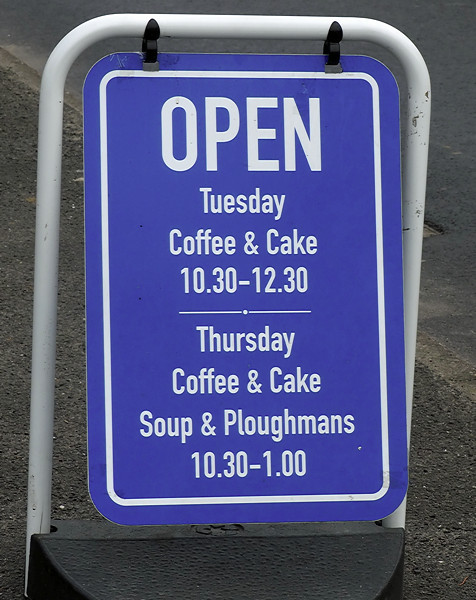 OPEN
Tuesday
Coffee & Cake
10.30-12.30
Thursday
Coffee & Cake
Soup & Ploughmans
10.30-1.00